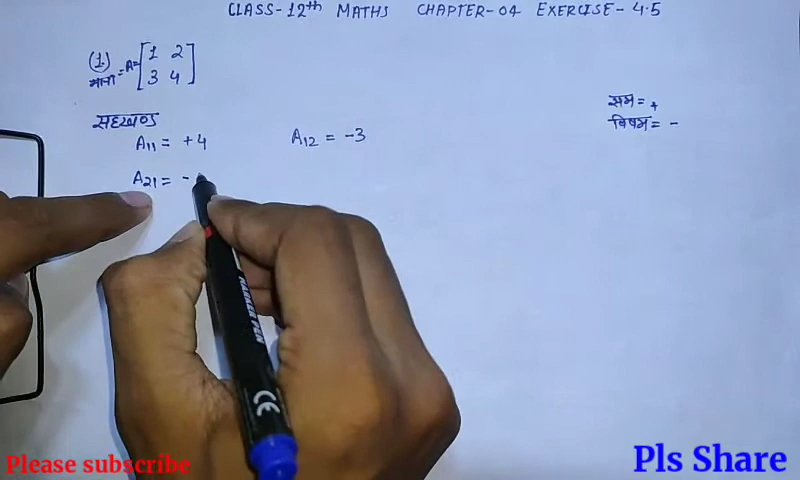 CLASS-12th MATHS CHAPTER-04 EXERCISE-4.5
(1.) माना = A = [1 2
3 4]
सहखण्ड
सम = +
विषम = -
A11 = +4 A12 = -3
A21 = -
CE
Please subscribe
Pls Share